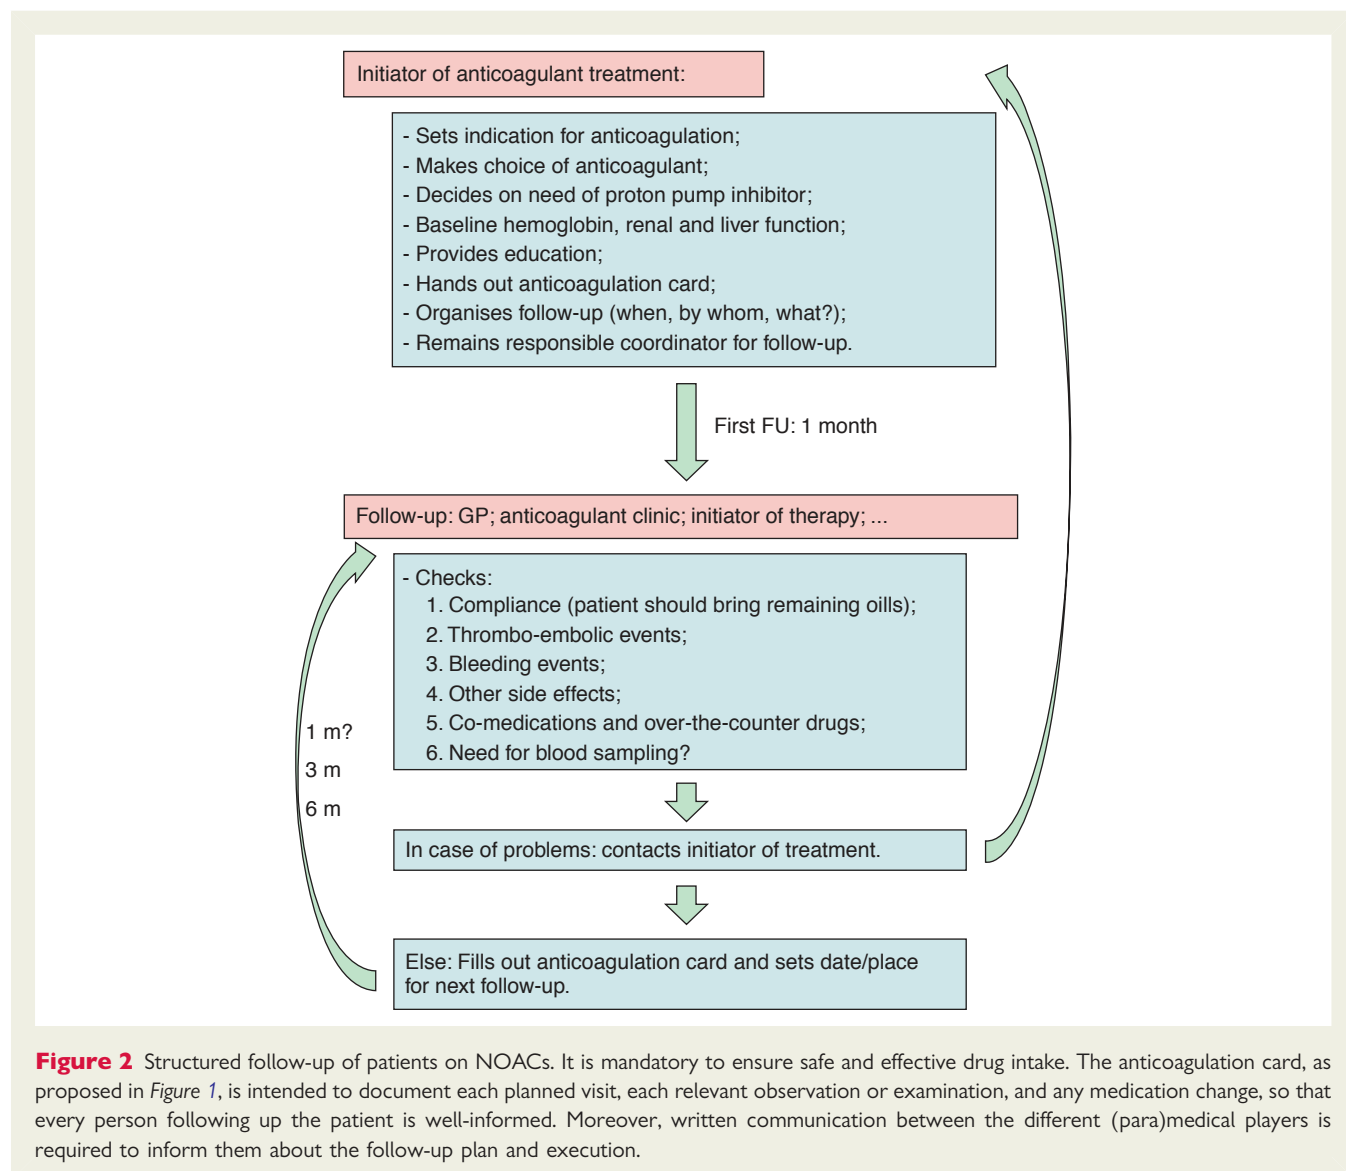 Initiator of anticoagulant treatment:
- Sets indication for anticoagulation;
- Makes choice of anticoagulant;
- Decides on need of proton pump inhibitor;
- Baseline hemoglobin, renal and liver function;
- Provides education;
- Hands out anticoagulation card;
- Organises follow-up (when, by whom, what?);
- Remains responsible coordinator for follow-up.
First FU: 1 month
Follow-up: GP; anticoagulant clinic; initiator of therapy; ...
- Checks:
1. Compliance (patient should bring remaining oills);
2. Thrombo-embolic events;
3. Bleeding events;
4. Other side effects;
5. Co-medications and over-the-counter drugs;
6. Need for blood sampling?
1 m?
3 m
6 m
In case of problems: contacts initiator of treatment.
Else: Fills out anticoagulation card and sets date/place
for next follow-up.
Figure 2 Structured follow-up of patients on NOACs. It is mandatory to ensure safe and effective drug intake. The anticoagulation card, as
proposed in Figure 1, is intended to document each planned visit, each relevant observation or examination, and any medication change, so that
every person following up the patient is well-informed. Moreover, written communication between the different (para)medical players is
required to inform them about the follow-up plan and execution.